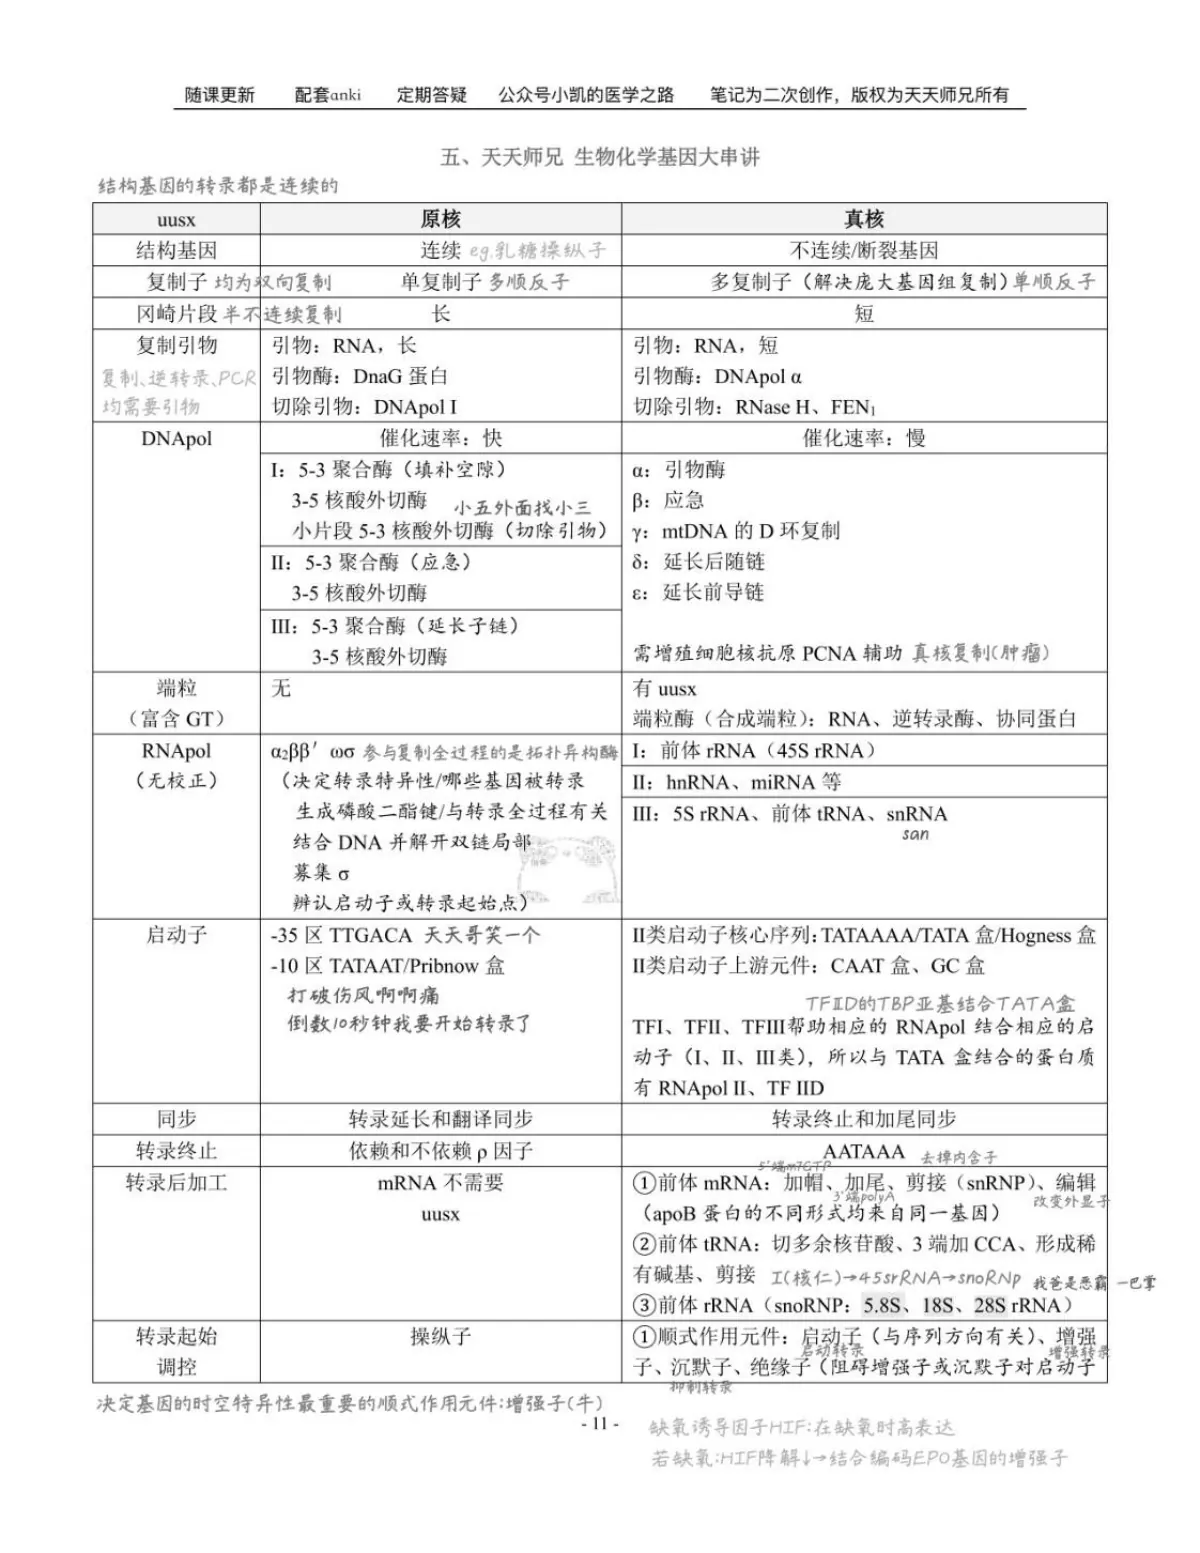 随课更新 配套anki 定期答疑 公众号小凯的医学之路 笔记为二次创作，版权为天天师兄所有
五、天天师兄 生物化学基因大串讲
结构基因的转录都是连续的
uusx 原核 真核
结构基因 连续 eg.乳糖操纵子 不连续/断裂基因
复制子 均为双向复制 单复制子 多顺反子 多复制子（解决庞大基因组复制）单顺反子
冈崎片段 半不连续复制 长 短
复制引物 引物：RNA，长 引物：RNA，短
复制、逆转录、PCR 引物酶：DnaG 蛋白 引物酶：DNApol α
均需要引物 切除引物：DNApol I 切除引物：RNase H、FEN1
DNApol 催化速率：快 催化速率：慢
I：5-3 聚合酶（填补空隙） α：引物酶
3-5 核酸外切酶 小五外面找小三 β：应急
小片段 5-3 核酸外切酶（切除引物） γ：mtDNA 的 D 环复制
II：5-3 聚合酶（应急） δ：延长后随链
3-5 核酸外切酶 ε：延长前导链
III：5-3 聚合酶（延长子链）
3-5 核酸外切酶 需增殖细胞核抗原 PCNA 辅助 真核复制(肿瘤)
端粒 无 有 uusx
（富含 GT） 端粒酶（合成端粒）：RNA、逆转录酶、协同蛋白
RNApol α2ββ′ ωσ 参与复制全过程的是拓扑异构酶 I：前体 rRNA（45S rRNA）
（无校正） （决定转录特异性/哪些基因被转录 II：hnRNA、miRNA 等
生成磷酸二酯键/与转录全过程有关 III：5S rRNA、前体 tRNA、snRNA
san
结合 DNA 并解开双链局部
募集 σ
辨认启动子或转录起始点）
启动子 -35 区 TTGACA 天天哥笑一个 II类启动子核心序列：TATAAAA/TATA 盒/Hogness 盒
-10 区 TATAAT/Pribnow 盒 II类启动子上游元件：CAAT 盒、GC 盒
打破伤风啊啊痛 TFIID的TBP亚基结合TATA盒
倒数10秒钟我要开始转录了 TFI、TFII、TFIII帮助相应的 RNApol 结合相应的启
动子（I、II、III类），所以与 TATA 盒结合的蛋白质
有 RNApol II、TF IID
同步 转录延长和翻译同步 转录终止和加尾同步
转录终止 依赖和不依赖 ρ 因子 AATAAA 去掉内含子
5'端m7GTP
转录后加工 mRNA 不需要 ①前体 mRNA：加帽、加尾、剪接（snRNP）、编辑
3'端polyA 改变外显子
uusx （apoB 蛋白的不同形式均来自同一基因）
②前体 tRNA：切多余核苷酸、3 端加 CCA、形成稀
有碱基、剪接 I(核仁)→45srRNA→snoRNp 我爸是恶霸 一巴掌
③前体 rRNA（snoRNP：5.8S、18S、28S rRNA）
转录起始 操纵子 ①顺式作用元件：启动子（与序列方向有关）、增强
启动转录 增强转录
调控 子、沉默子、绝缘子（阻碍增强子或沉默子对启动子
抑制转录
决定基因的时空特异性最重要的顺式作用元件:增强子(牛)
- 11 -
缺氧诱导因子HIF:在缺氧时高表达
若缺氧:HIF降解↓→结合编码EPO基因的增强子